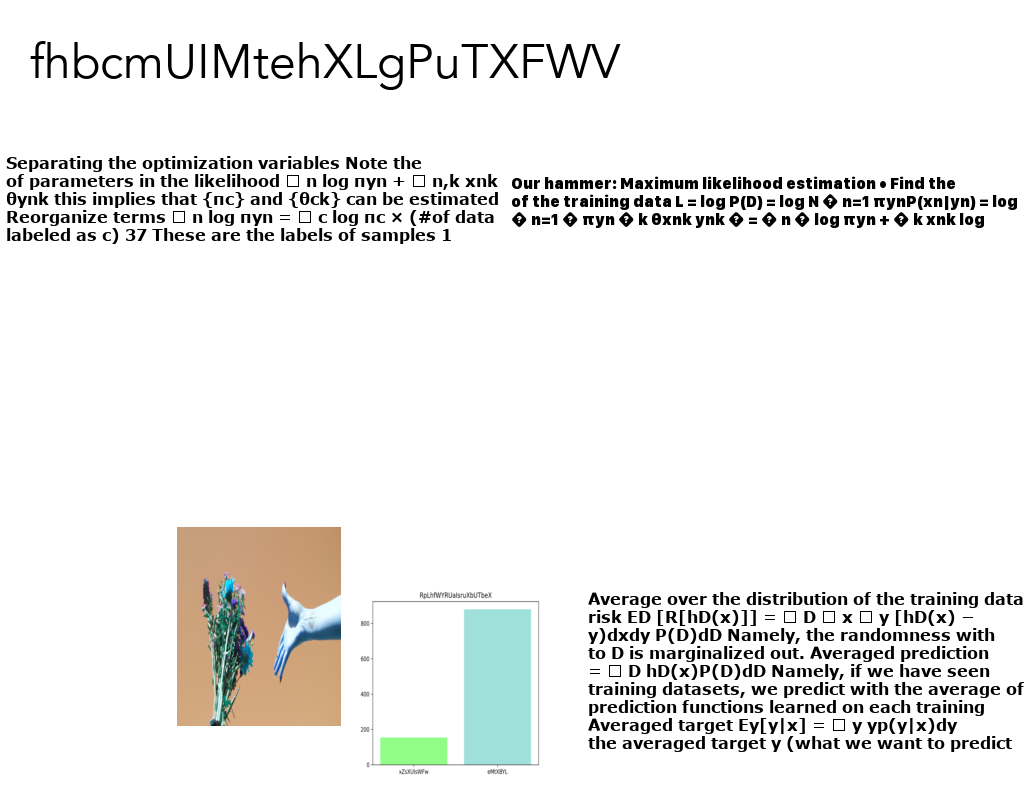 fhbcmUIMtehXLgPuTXFWV
Separating the optimization variables Note the
of parameters in the likelihood □ n log πyn + □ n,k xnk
θynk this implies that {πc} and {θck} can be estimated
Reorganize terms □ n log πyn = □ c log πc × (#of data
labeled as c) 37 These are the labels of samples 1
Our hammer: Maximum likelihood estimation • Find the
of the training data L = log P(D) = log N � n=1 πynP(xn|yn) = log
� n=1 � πyn � k θxnk ynk � = � n � log πyn + � k xnk log
RpLhfWYRUaIsruXbUTbeX
800
600
400
200
0
xZsXUlsWFw
eMtXBYL
Average over the distribution of the training data
risk ED [R[hD(x)]] = □ D □ x □ y [hD(x) −
y)dxdy P(D)dD Namely, the randomness with
to D is marginalized out. Averaged prediction
= □ D hD(x)P(D)dD Namely, if we have seen
training datasets, we predict with the average of
prediction functions learned on each training
Averaged target Ey[y|x] = □ y yp(y|x)dy
the averaged target y (what we want to predict